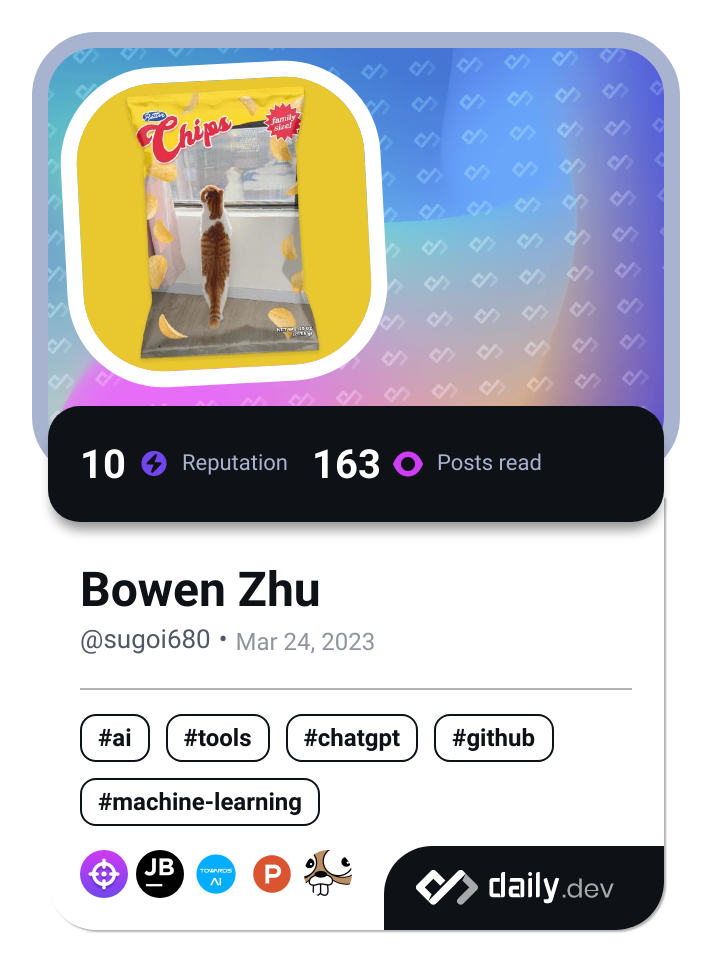 Chips
family
size!
10 Reputation 163 Posts read
Bowen Zhu
@sugoi680 • Mar 24, 2023
#ai #tools #chatgpt #github
#machine-learning
JB
TOWARDS
AI
P
daily.dev